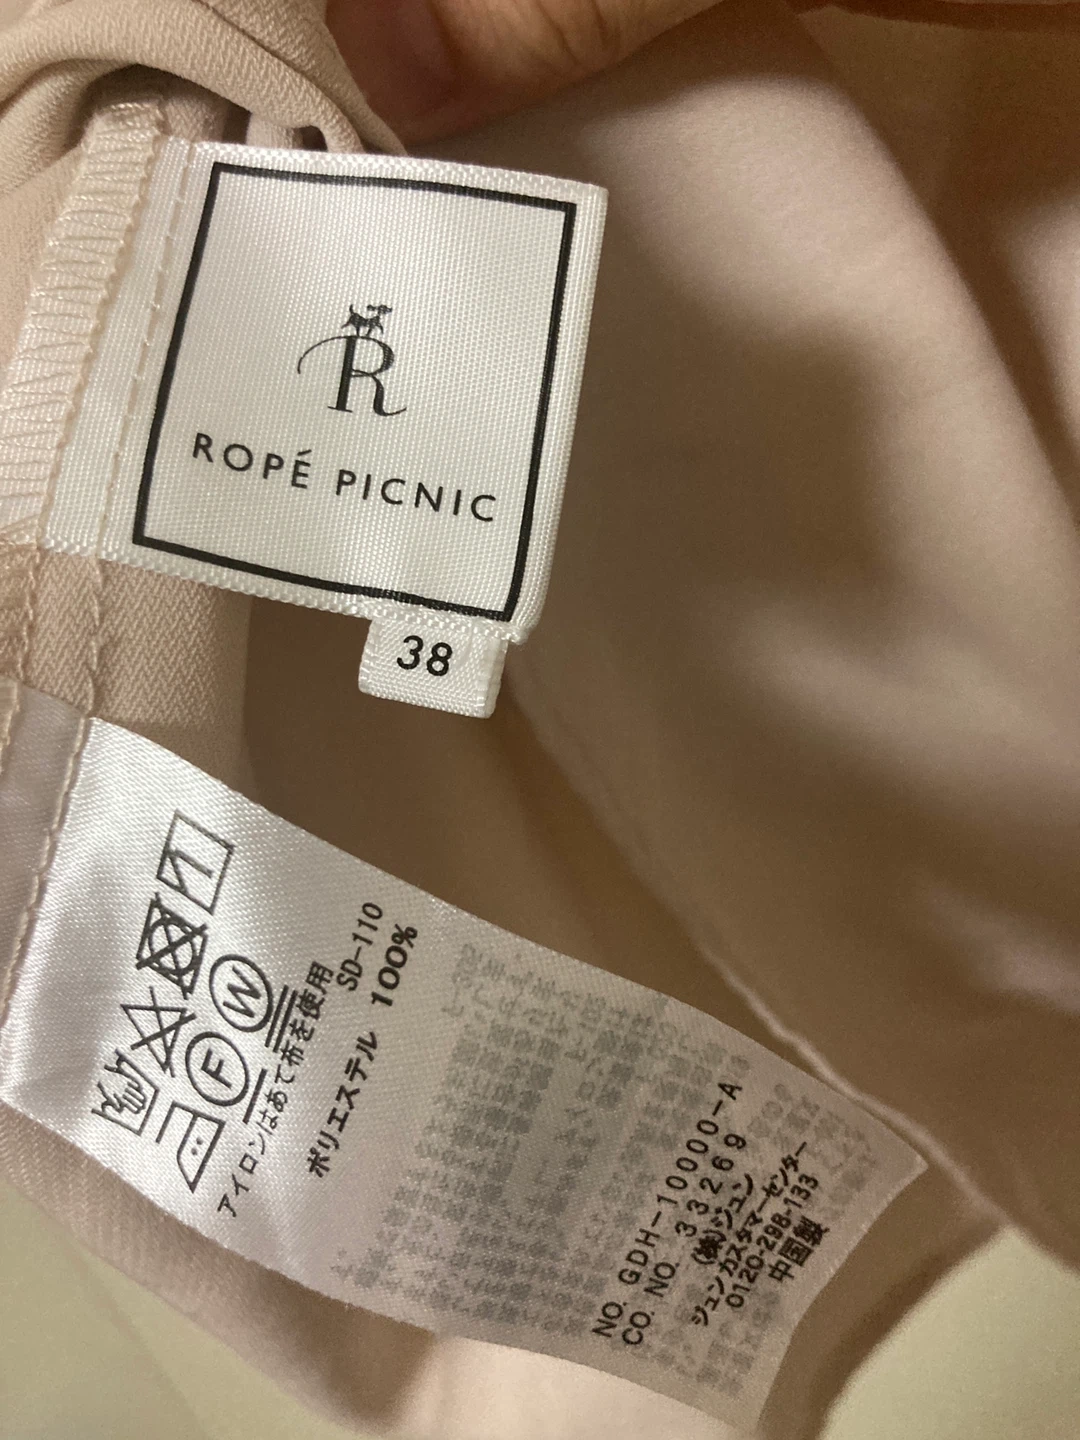 R
ROPÉ PICNIC
38
F
W
アイロンはあて布を使用
SD-110
ポリエステル 100%
NO. GDH-10000-A
CO. NO. 33269
(株)ジュン
ジュンカスタマーセンター
0120-298-133
中国製